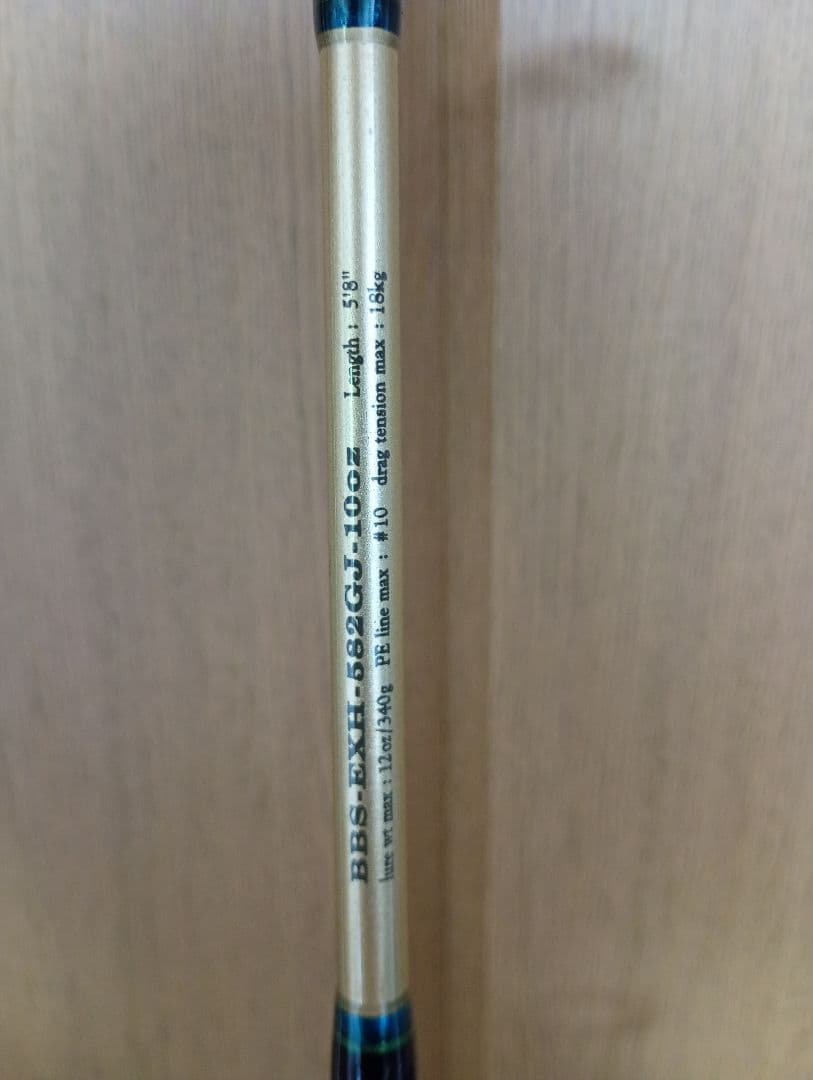 BBS-EXH-582GJ-10oz Length : 5'8"
lure wt max : 12oz/340g PE line max : #10 drag tension max : 18kg